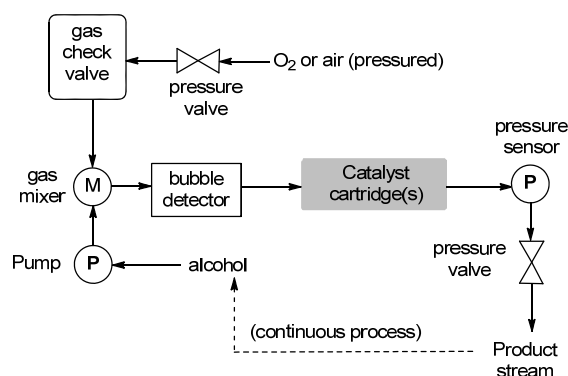 gas
check
valve
O2 or air (pressured)
pressure
valve
pressure
sensor
P
gas
mixer
M
bubble
detector
Catalyst
cartridge(s)
Pump
P
alcohol
pressure
valve
(continuous process)
Product
stream